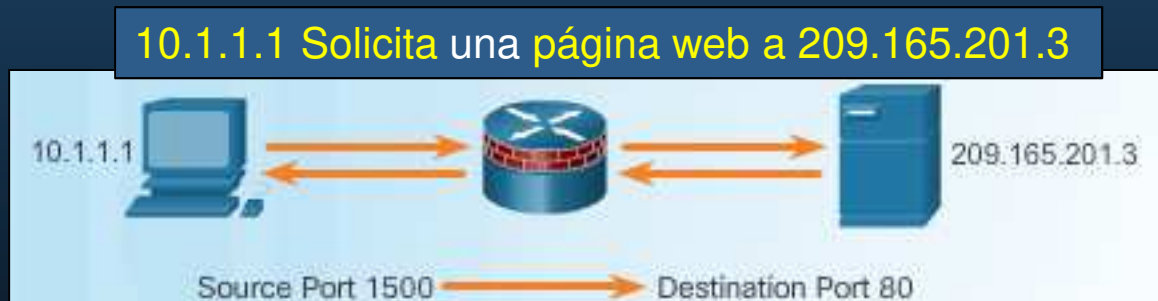 10.1.1.1 Solicita una página web a 209.165.201.3
10.1.1.1
209.165.201.3
Source Port 1500
Destination Port 80